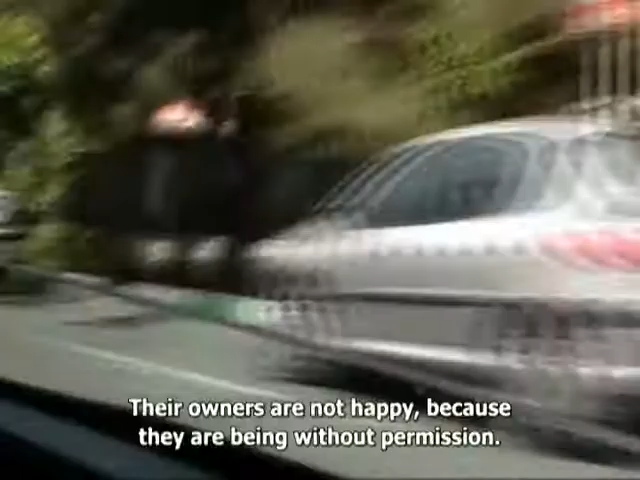 Their owners are not happy, because
they are being without permission.